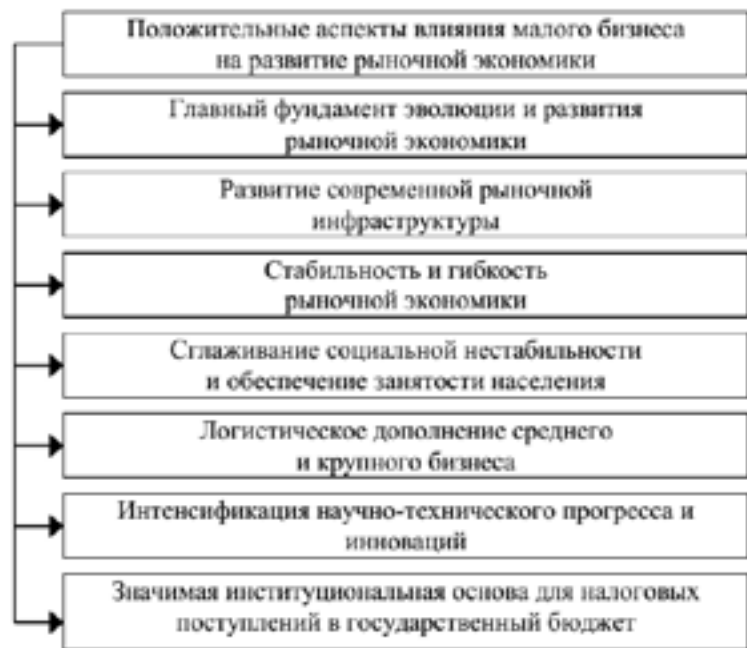 Положительные аспекты влияния малого бизнеса
на развитие рыночной экономики
Главный фундамент эволюции и развития
рыночной экономики
Развитие современной рыночной
инфраструктуры
Стабильность и гибкость
рыночной экономики
Сглаживание социальной нестабильности
и обеспечение занятости населения
Логистическое дополнение среднего
и крупного бизнеса
Интенсификация научно-технического прогресса и
инноваций
Значимая институциональная основа для налоговых
поступлений в государственный бюджет